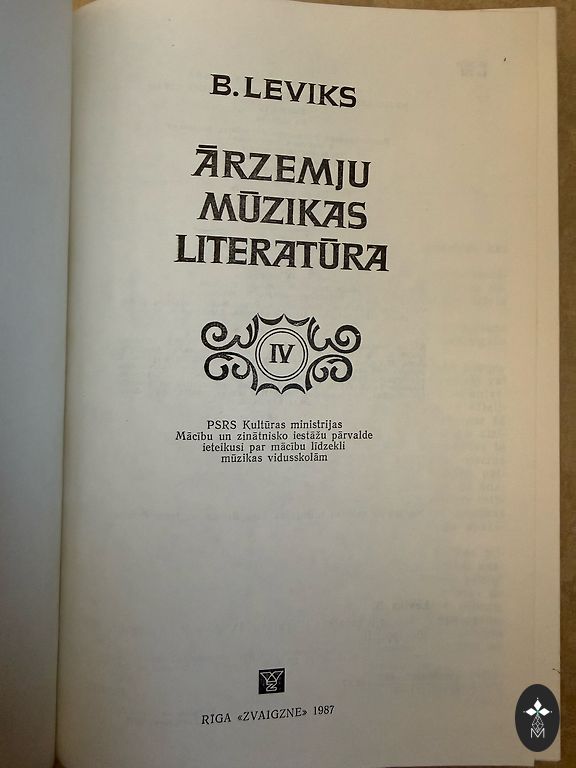 B. LEVIKS
ĀRZEMJU
MŪZIKAS
LITERATŪRA
IV
PSRS Kultūras ministrijas
Mācību un zinātnisko iestāžu pārvalde
ieteikusi par mācību līdzekli
mūzikas vidusskolām
RĪGA «ZVAIGZNE» 1987
M